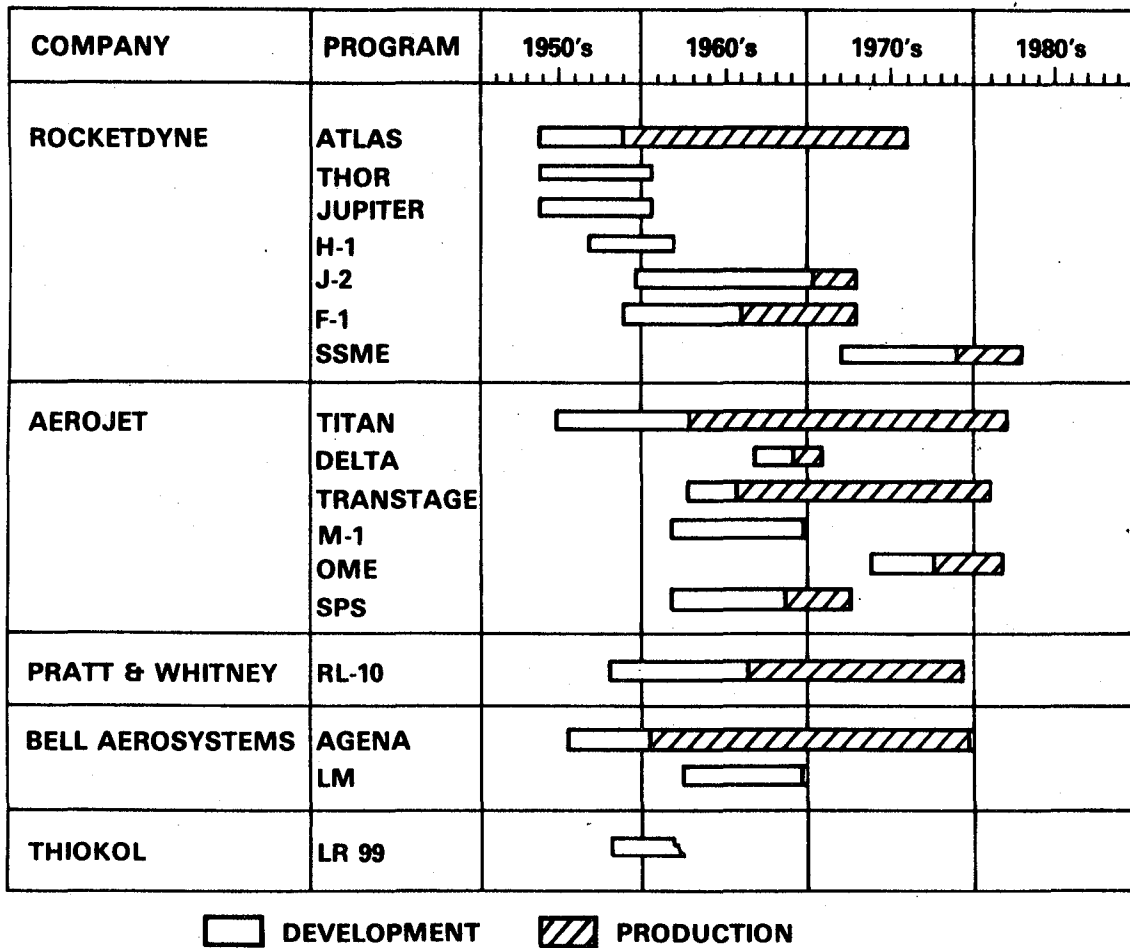 COMPANY PROGRAM 1950's 1960's 1970's 1980's
ROCKETDYNE ATLAS
THOR
JUPITER
H-1
J-2
F-1
SSME
AEROJET TITAN
DELTA
TRANSTAGE
M-1
OME
SPS
PRATT & WHITNEY RL-10
BELL AEROSYSTEMS AGENA
LM
THIOKOL LR 99
DEVELOPMENT PRODUCTION